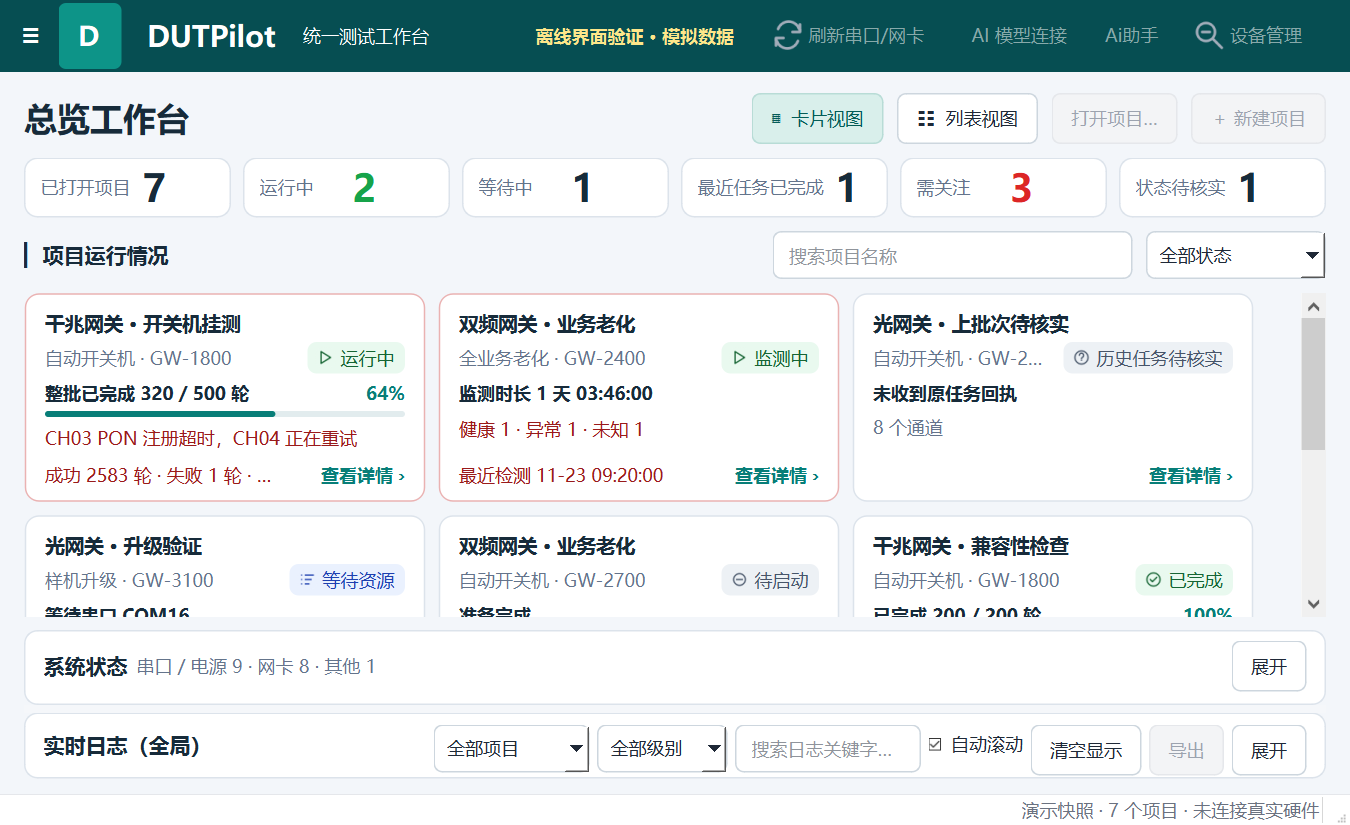 D DUTPilot 统一测试工作台 离线界面验证 • 模拟数据 刷新串口/网卡 AI 模型连接 Ai助手 设备管理
总览工作台 卡片视图 列表视图 打开项目... + 新建项目
已打开项目 7 运行中 2 等待中 1 最近任务已完成 1 需关注 3 状态待核实 1
项目运行情况 搜索项目名称 全部状态
千兆网关 • 开关机挂测
自动开关机 · GW-1800 运行中
整批已完成 320 / 500 轮 64%
CH03 PON 注册超时，CH04 正在重试
成功 2583 轮 · 失败 1 轮 · ... 查看详情 ›
双频网关 • 业务老化
全业务老化 · GW-2400 监测中
监测时长 1 天 03:46:00
健康 1 · 异常 1 · 未知 1
最近检测 11-23 09:20:00 查看详情 ›
光网关 • 上批次待核实
自动开关机 · GW-2... 历史任务待核实
未收到原任务回执
8 个通道
查看详情 ›
光网关 • 升级验证
样机升级 · GW-3100 等待资源
等待串口 COM16
双频网关 • 业务老化
自动开关机 · GW-2700 待启动
准备完成
千兆网关 • 兼容性检查
自动开关机 · GW-1800 已完成
已完成 200 / 200 轮 100%
系统状态 串口 / 电源 9 · 网卡 8 · 其他 1 展开
实时日志（全局） 全部项目 全部级别 搜索日志关键字... 自动滚动 清空显示 导出 展开
演示快照 · 7 个项目 · 未连接真实硬件